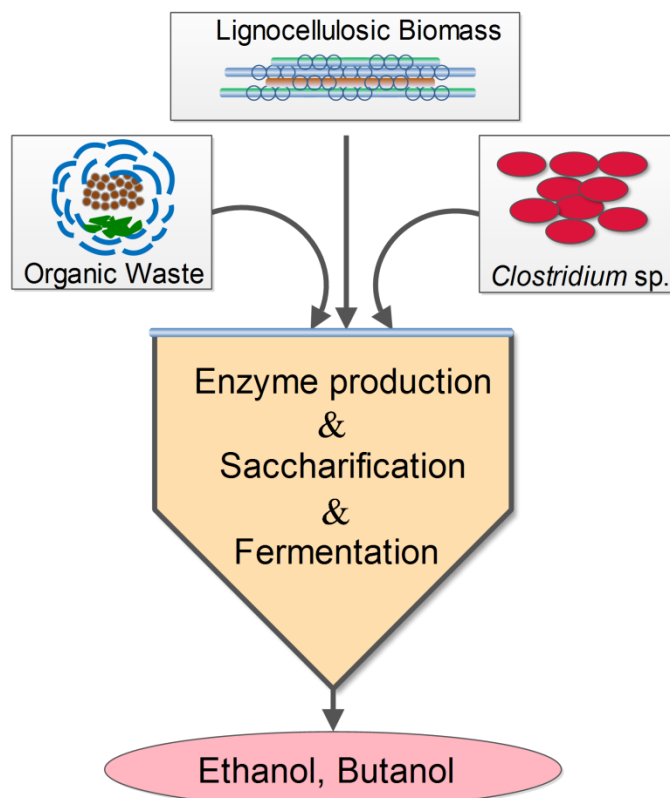 Lignocellulosic Biomass
Organic Waste
Clostridium sp.
Enzyme production
&
Saccharification
&
Fermentation
Ethanol, Butanol